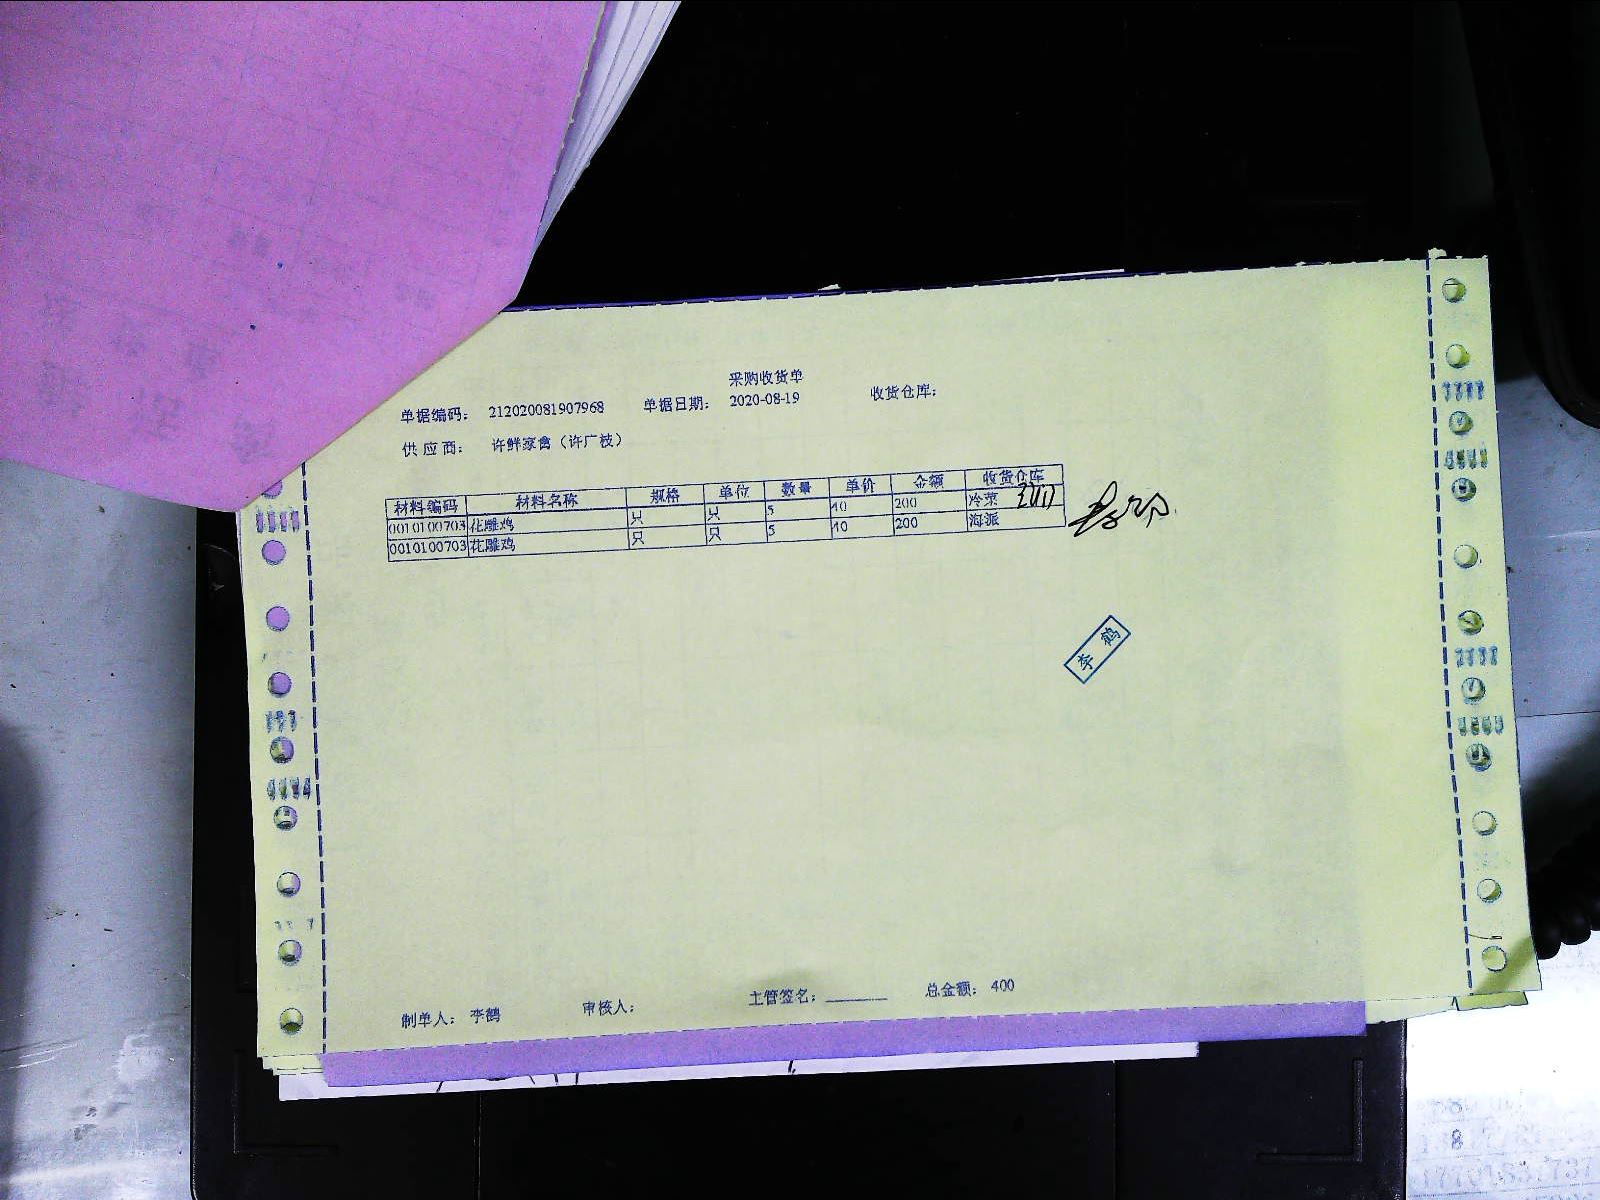 采购收货单
单据编码： 212020081907968 单据日期： 2020-08-19 收货仓库：
供应商： 许鲜家禽（许广枝）
材料编码 材料名称 规格 单位 数量 单价 金额 收货仓库
0010100703 花雕鸡 只 只 5 40 200 冷菜
0010100703 花雕鸡 只 只 5 40 200 海派
李鹤
制单人： 李鹤 审核人： 主管签名： 总金额： 400